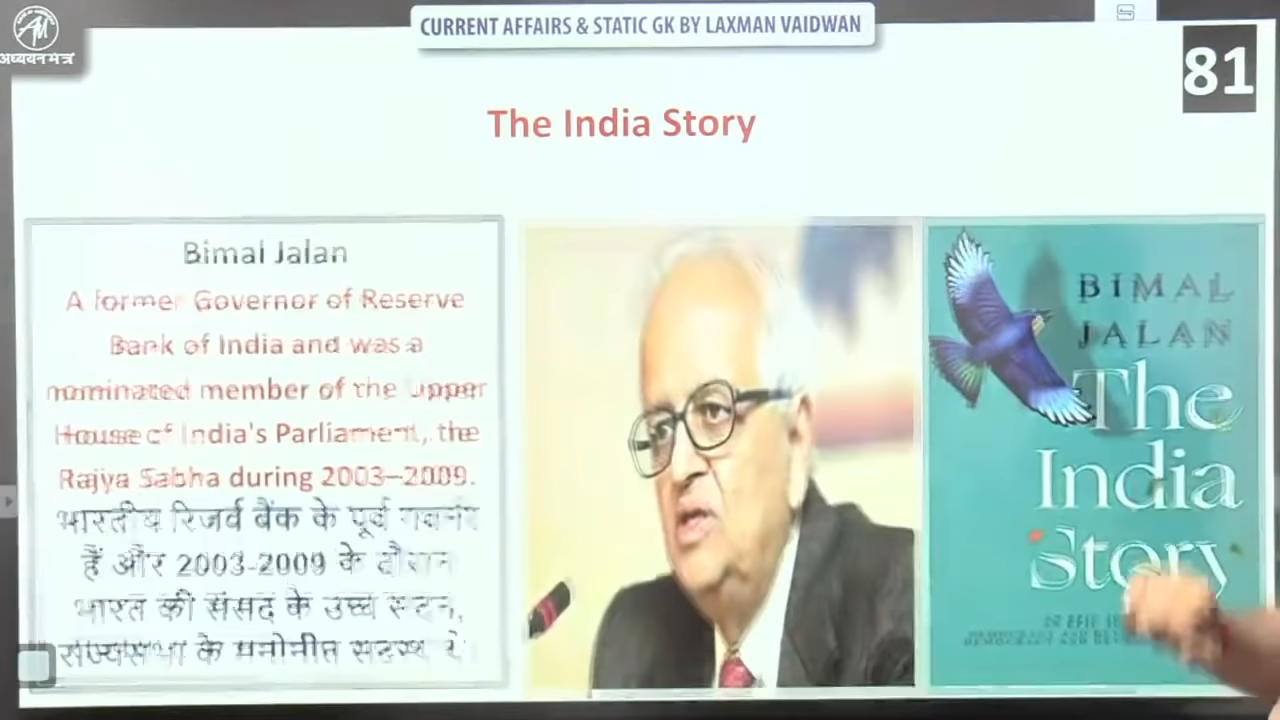 अध्ययन मंत्र
CURRENT AFFAIRS & STATIC GK BY LAXMAN VAIDWAN
81
The India Story
Bimal Jalan
A former Governor of Reserve
Bank of India and was a
nominated member of the Upper
House of India's Parliament, the
Rajya Sabha during 2003–2009.
भारतीय रिजर्व बैंक के पूर्व गवर्नर
हैं और 2003-2009 के दौरान
भारत की संसद के उच्च सदन,
राज्यसभा के मनोनीत सदस्य थे
BIMAL
JALAN
The
India
Story
DEMOCRACY AND